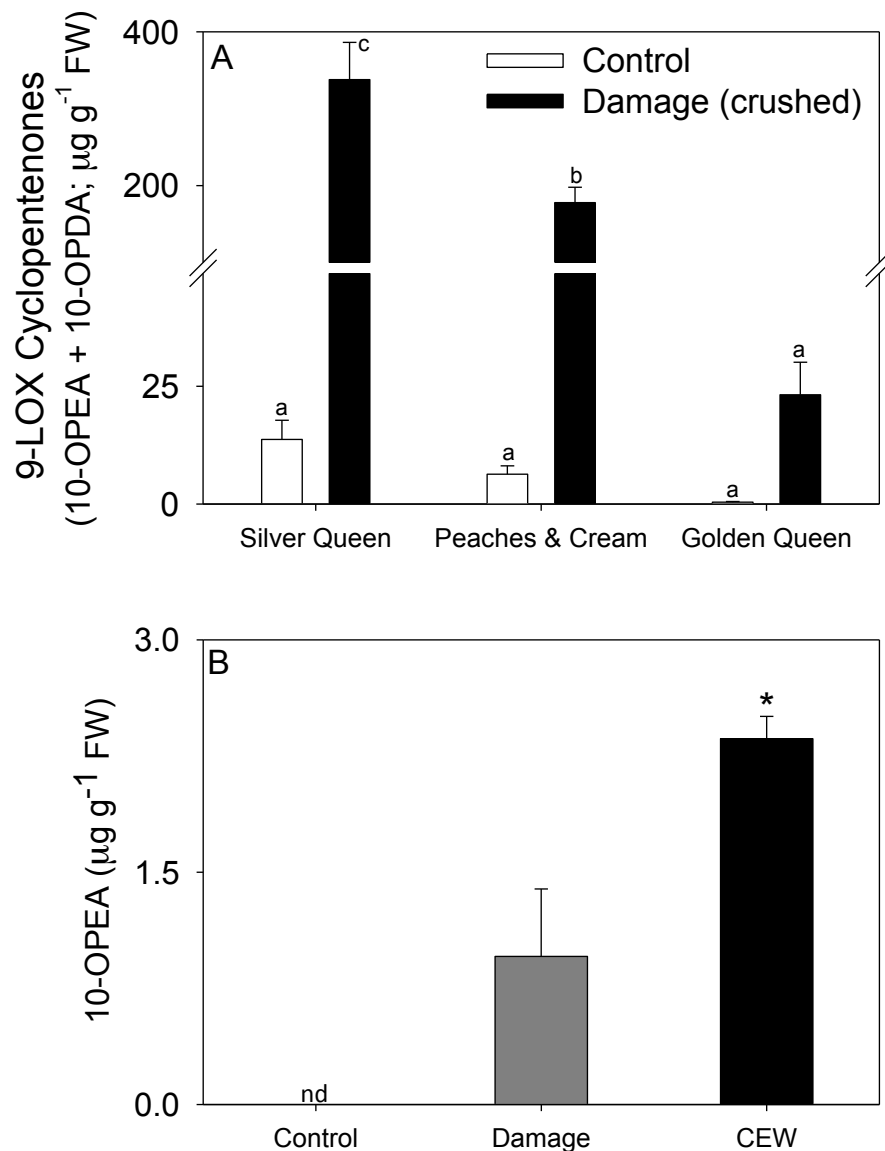 9-LOX Cyclopentenones
(10-OPEA + 10-OPDA; µg g⁻¹ FW)
400
200
25
0
A
c
Control
Damage (crushed)
b
a
a
a
a
Silver Queen
Peaches & Cream
Golden Queen
10-OPEA (µg g⁻¹ FW)
3.0
1.5
0.0
B
*
nd
Control
Damage
CEW